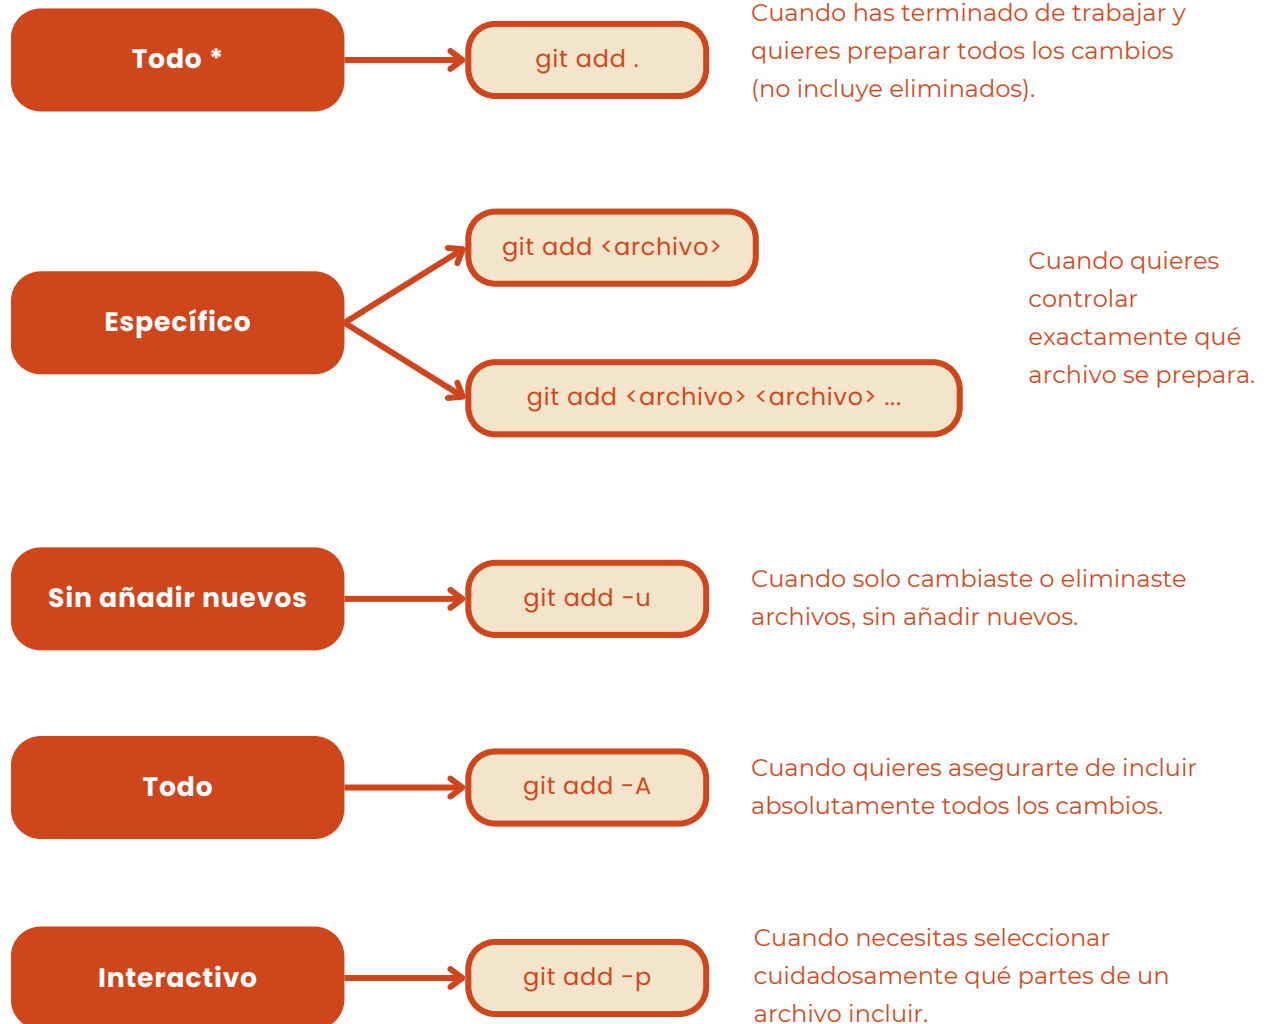 Todo *
git add .
Cuando has terminado de trabajar y
quieres preparar todos los cambios
(no incluye eliminados).
Específico
git add <archivo>
git add <archivo> <archivo> ...
Cuando quieres
controlar
exactamente qué
archivo se prepara.
Sin añadir nuevos
git add -u
Cuando solo cambiaste o eliminaste
archivos, sin añadir nuevos.
Todo
git add -A
Cuando quieres asegurarte de incluir
absolutamente todos los cambios.
Interactivo
git add -p
Cuando necesitas seleccionar
cuidadosamente qué partes de un
archivo incluir.